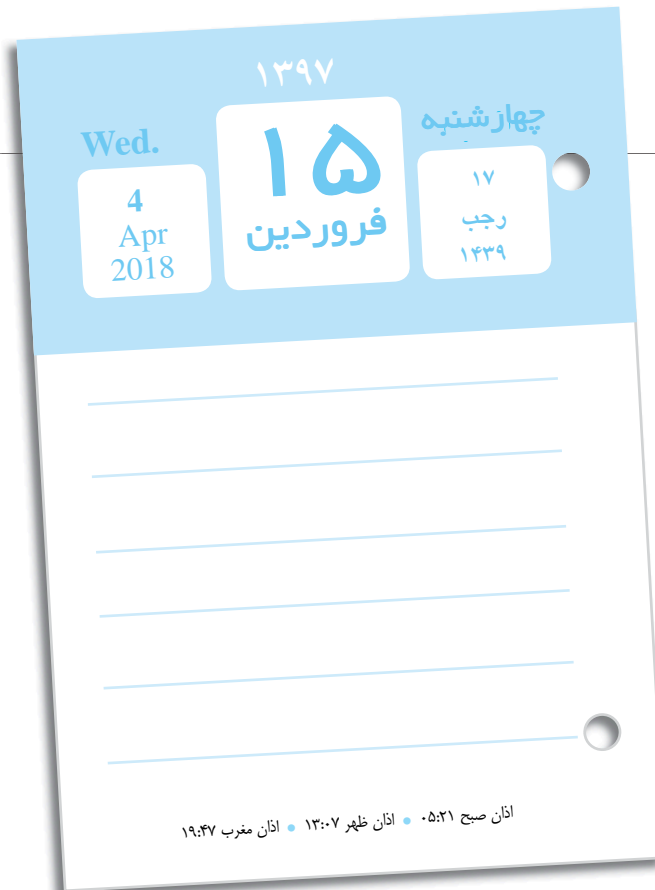 ۱۳۹۷
چهارشنبه
۱۷
رجب
۱۴۳۹
۱۵
فروردین
Wed.
4
Apr
2018
اذان صبح ۰۵:۲۱ • اذان ظهر ۱۳:۰۷ • اذان مغرب ۱۹:۴۷